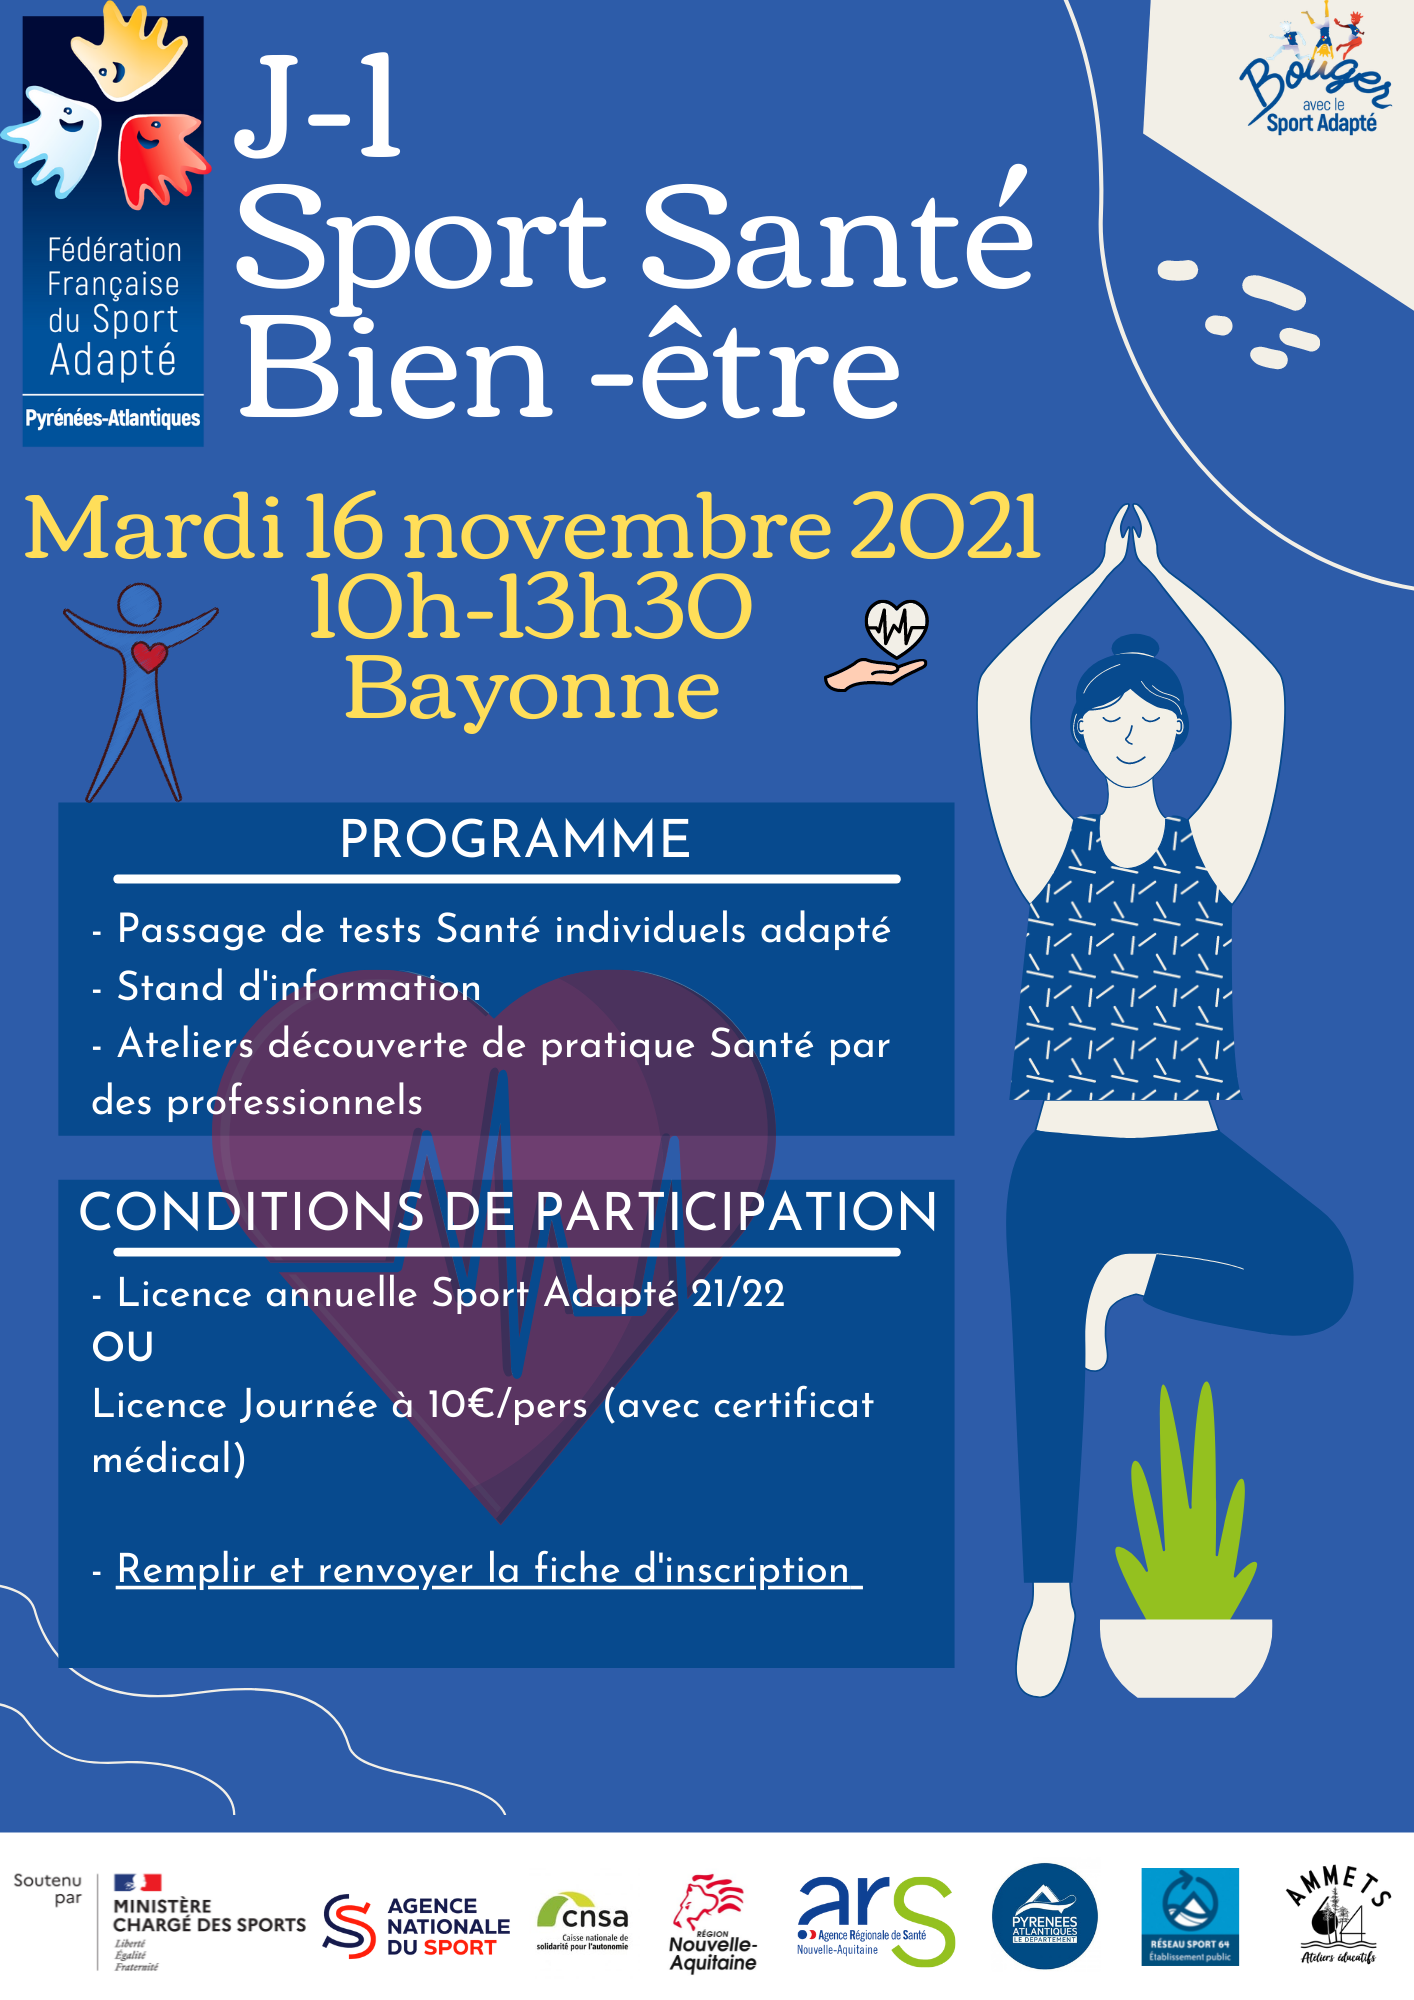 Fédération
Française
du Sport
Adapté
Pyrénées-Atlantiques
J-1
Sport Santé
Bien -être
Bouger
avec le
Sport Adapté
Mardi 16 novembre 2021
10h-13h30
Bayonne
PROGRAMME
- Passage de tests Santé individuels adapté
- Stand d'information
- Ateliers découverte de pratique Santé par
des professionnels
CONDITIONS DE PARTICIPATION
- Licence annuelle Sport Adapté 21/22
OU
Licence Journée à 10€/pers (avec certificat
médical)
- Remplir et renvoyer la fiche d'inscription
Soutenu
par
MINISTÈRE
CHARGÉ DES SPORTS
Liberté
Égalité
Fraternité
AGENCE
NATIONALE
DU SPORT
cnsa
Caisse nationale de
solidarité pour l'autonomie
RÉGION
Nouvelle-
Aquitaine
ars
Agence Régionale de Santé
Nouvelle-Aquitaine
PYRENEES
ATLANTIQUES
LE DEPARTEMENT
RÉSEAU SPORT 64
Établissement public
AMMETS
Ateliers éducatifs